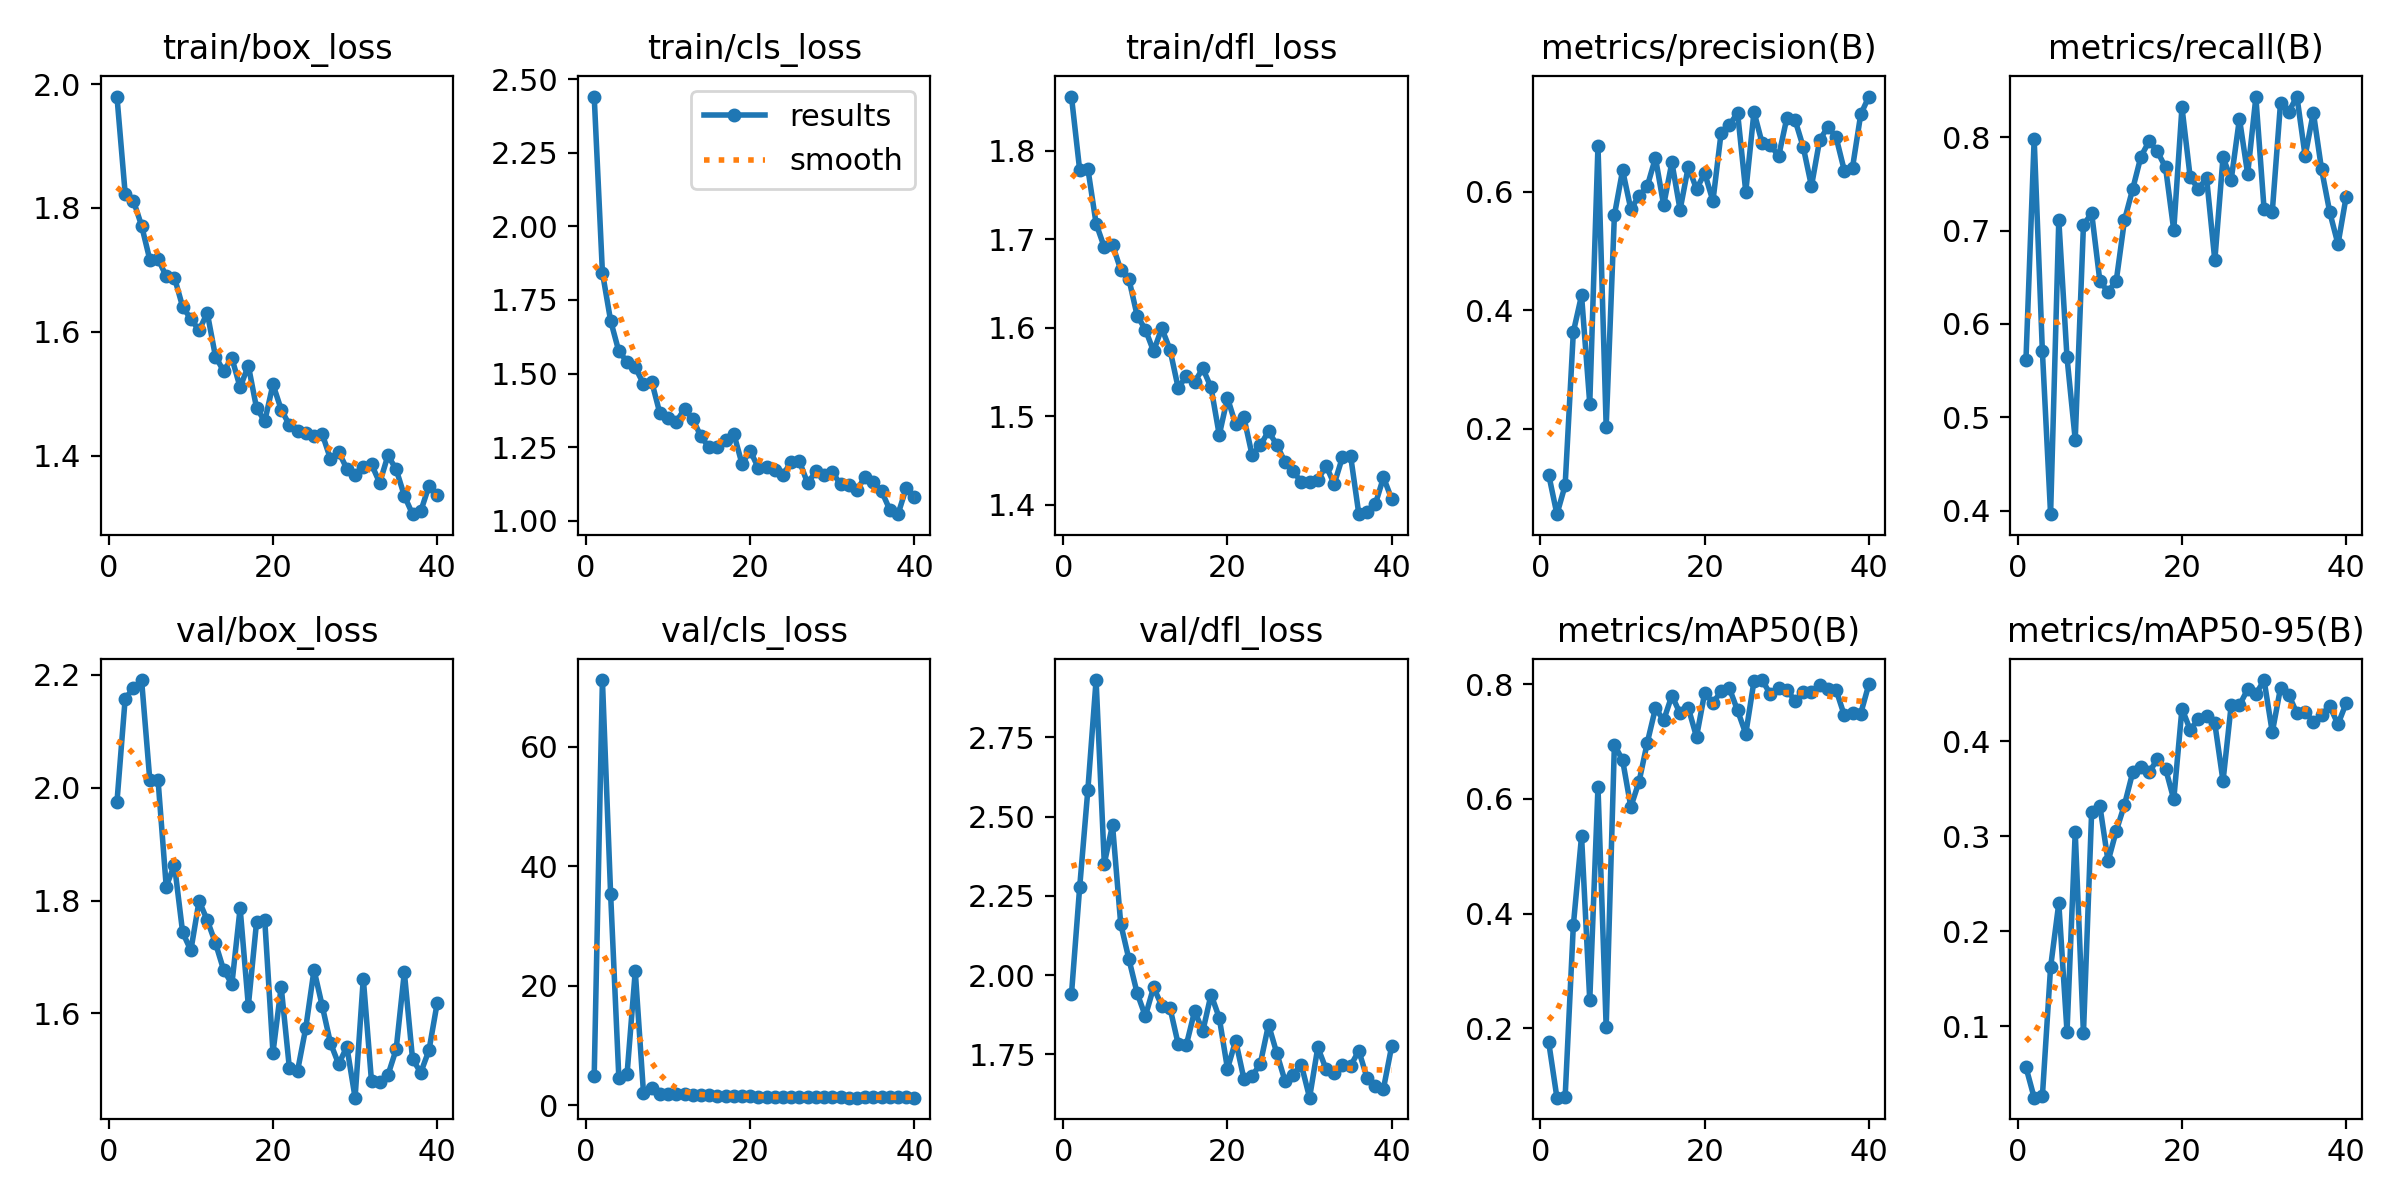 train/box_loss
2.0
1.8
1.6
1.4
0 20 40
train/cls_loss
2.50
2.25
2.00
1.75
1.50
1.25
1.00
results
smooth
0 20 40
train/dfl_loss
1.8
1.7
1.6
1.5
1.4
0 20 40
metrics/precision(B)
0.6
0.4
0.2
0 20 40
metrics/recall(B)
0.8
0.7
0.6
0.5
0.4
0 20 40
val/box_loss
2.2
2.0
1.8
1.6
0 20 40
val/cls_loss
60
40
20
0
0 20 40
val/dfl_loss
2.75
2.50
2.25
2.00
1.75
0 20 40
metrics/mAP50(B)
0.8
0.6
0.4
0.2
0 20 40
metrics/mAP50-95(B)
0.4
0.3
0.2
0.1
0 20 40